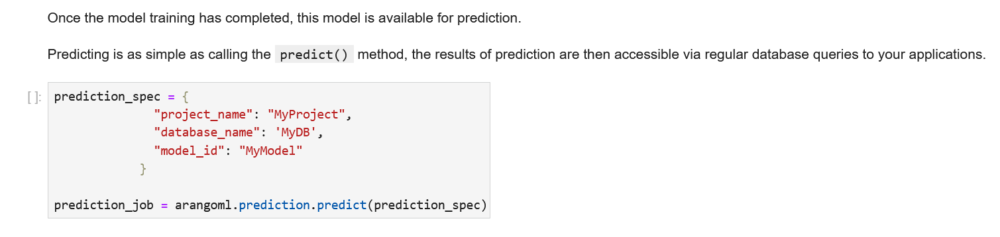 Once the model training has completed, this model is available for prediction.
Predicting is as simple as calling the predict() method, the results of prediction are then accessible via regular database queries to your applications.
[ ]: prediction_spec = {
"project_name": "MyProject",
"database_name": 'MyDB',
"model_id": "MyModel"
}
prediction_job = arangoml.prediction.predict(prediction_spec)